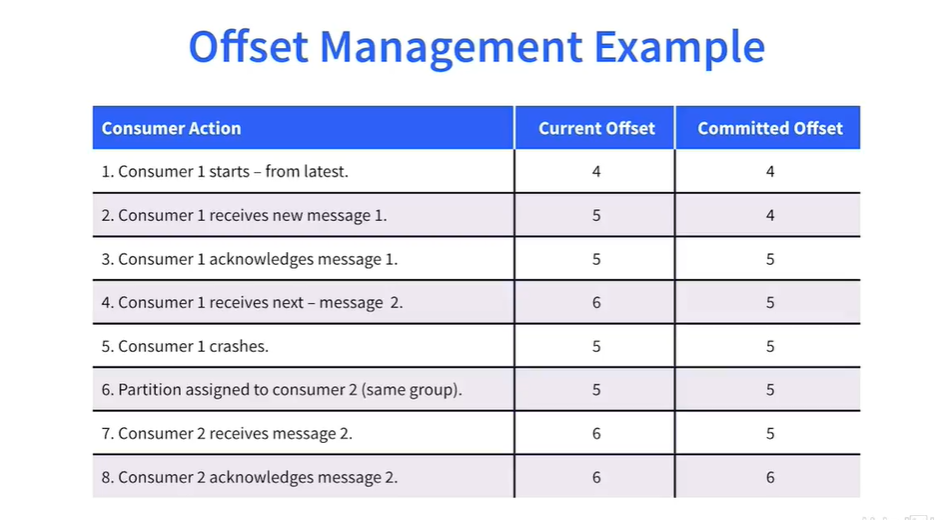 Offset Management Example
Consumer Action Current Offset Committed Offset
1. Consumer 1 starts – from latest. 4 4
2. Consumer 1 receives new message 1. 5 4
3. Consumer 1 acknowledges message 1. 5 5
4. Consumer 1 receives next – message 2. 6 5
5. Consumer 1 crashes. 5 5
6. Partition assigned to consumer 2 (same group). 5 5
7. Consumer 2 receives message 2. 6 5
8. Consumer 2 acknowledges message 2. 6 6